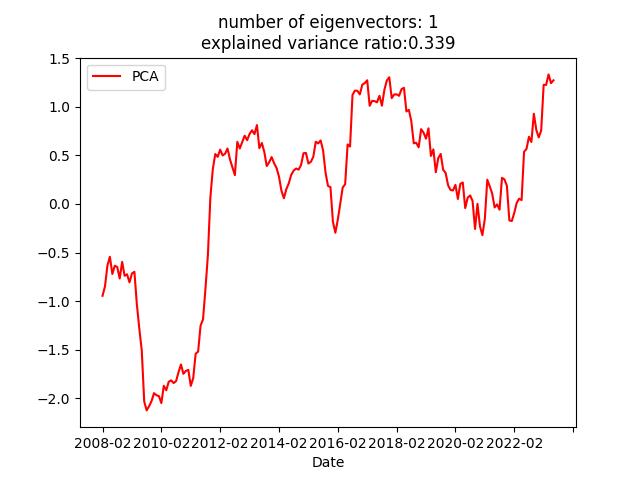 number of eigenvectors: 1
explained variance ratio:0.339
PCA
1.5
1.0
0.5
0.0
−0.5
−1.0
−1.5
−2.0
2008-02 2010-02 2012-02 2014-02 2016-02 2018-02 2020-02 2022-02
Date